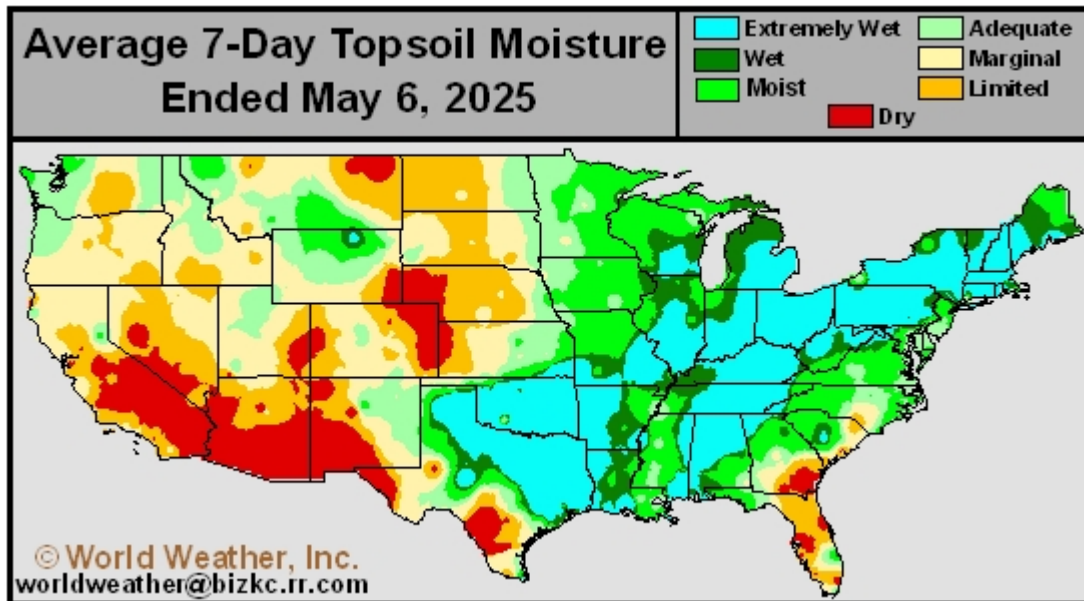 Average 7-Day Topsoil Moisture
Ended May 6, 2025
Extremely Wet
Adequate
Wet
Marginal
Moist
Limited
Dry
© World Weather, Inc.
worldweather@bizkc.rr.com